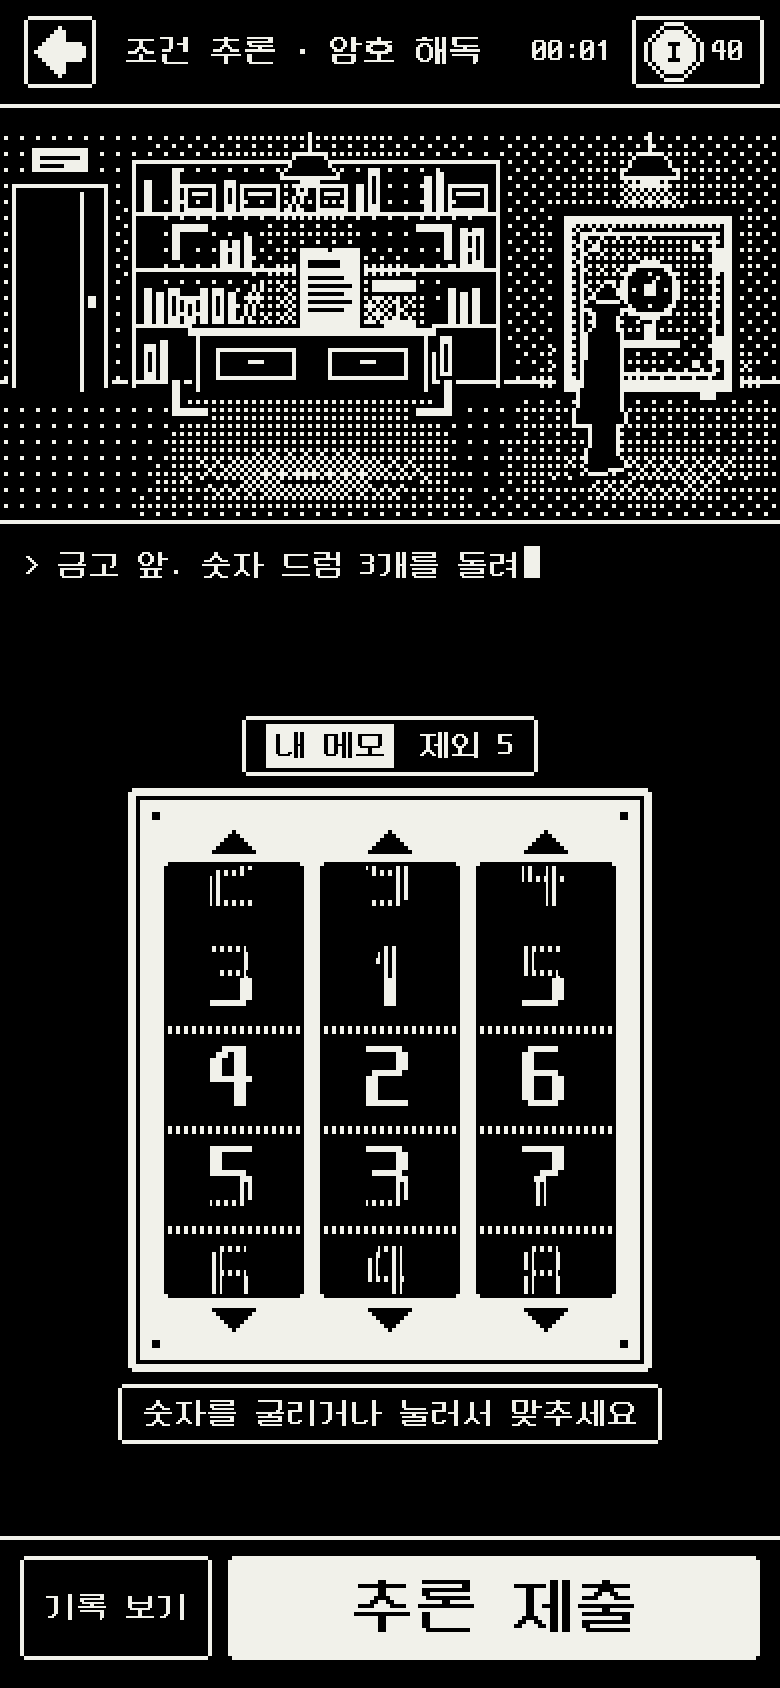 조건 추론 · 암호 해독 00:01 I 40
> 금고 앞. 숫자 드럼 3개를 돌려
내 메모 제외 5
3 1 5
4 2 6
5 3 7
6 4 8
숫자를 굴리거나 눌러서 맞추세요
기록 보기 추론 제출